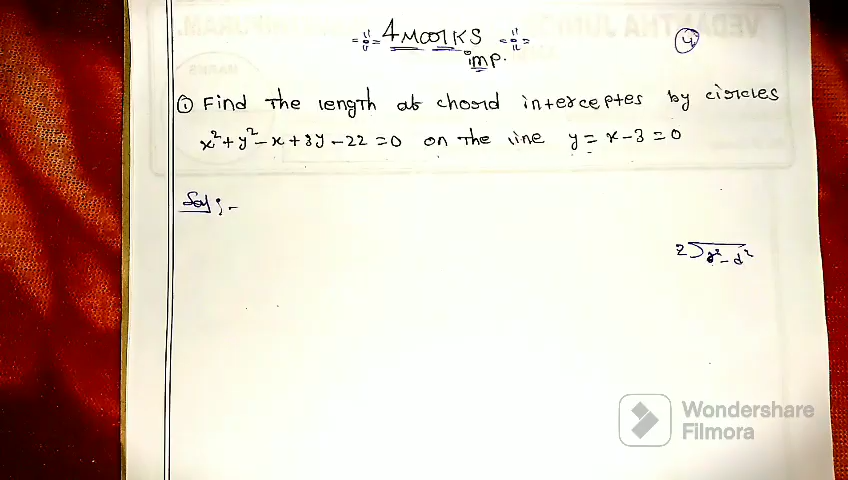 =||= 4 Marks =||=
4
imp.
① Find The length of chord interceptes by circles
x²+y²-x+3y-22=0 on the line y=x-3=0
Sol :-
2√r²-d²
Wondershare
Filmora